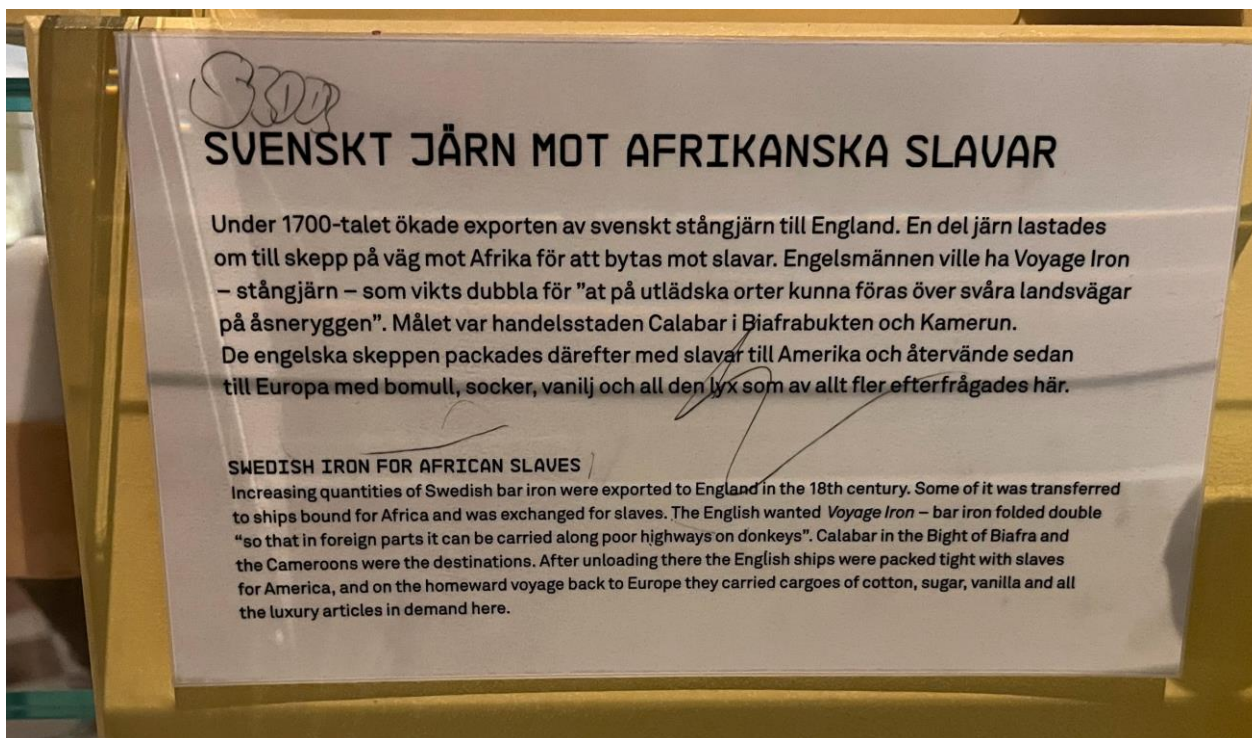 SVENSKT JÄRN MOT AFRIKANSKA SLAVAR
Under 1700-talet ökade exporten av svenskt stångjärn till England. En del järn lastades
om till skepp på väg mot Afrika för att bytas mot slavar. Engelsmännen ville ha Voyage Iron
– stångjärn – som vikts dubbla för ”at på utlädska orter kunna föras över svåra landsvägar
på åsneryggen”. Målet var handelsstaden Calabar i Biafrabukten och Kamerun.
De engelska skeppen packades därefter med slavar till Amerika och återvände sedan
till Europa med bomull, socker, vanilj och all den lyx som av allt fler efterfrågades här.
SWEDISH IRON FOR AFRICAN SLAVES
Increasing quantities of Swedish bar iron were exported to England in the 18th century. Some of it was transferred
to ships bound for Africa and was exchanged for slaves. The English wanted Voyage Iron – bar iron folded double
“so that in foreign parts it can be carried along poor highways on donkeys”. Calabar in the Bight of Biafra and
the Cameroons were the destinations. After unloading there the English ships were packed tight with slaves
for America, and on the homeward voyage back to Europe they carried cargoes of cotton, sugar, vanilla and all
the luxury articles in demand here.